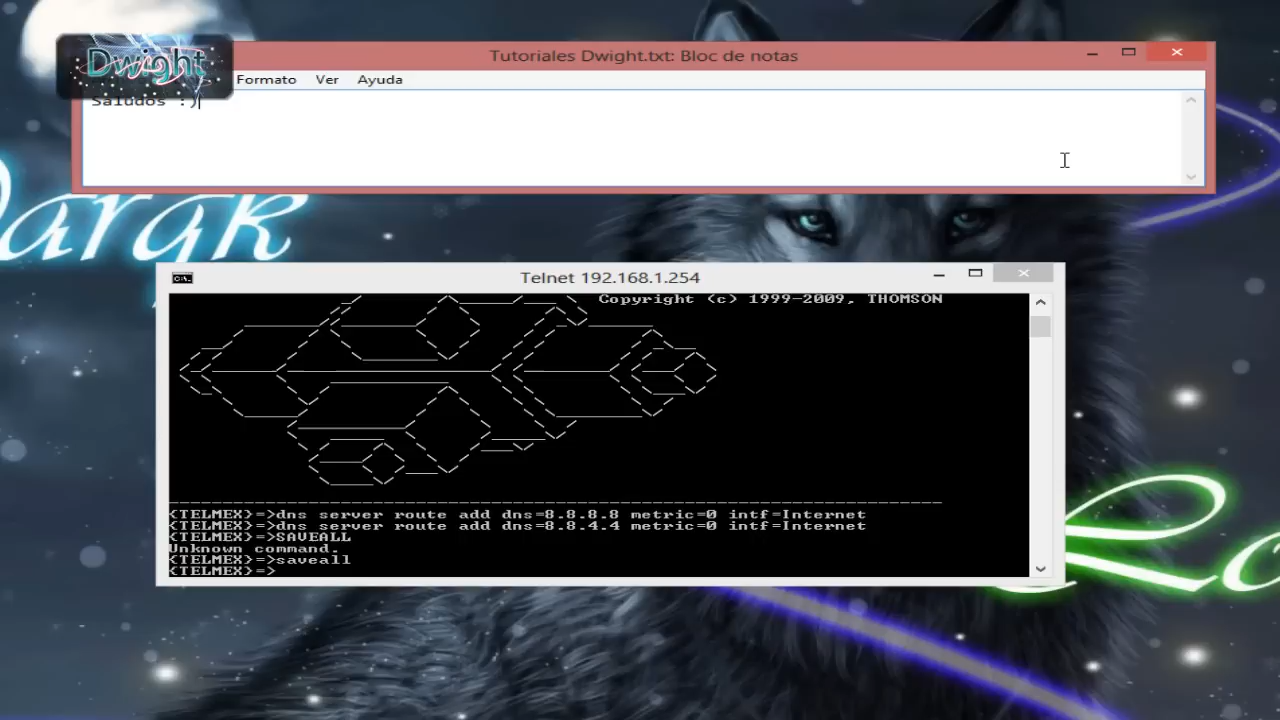 Dwight
Tutoriales Dwight.txt: Bloc de notas
Formato Ver Ayuda
Saludos :)
Telnet 192.168.1.254
Copyright (c) 1999-2009, THOMSON
{TELMEX}=>dns server route add dns=8.8.8.8 metric=0 intf=Internet
{TELMEX}=>dns server route add dns=8.8.4.4 metric=0 intf=Internet
{TELMEX}=>SAVEALL
Unknown command.
{TELMEX}=>saveall
{TELMEX}=>